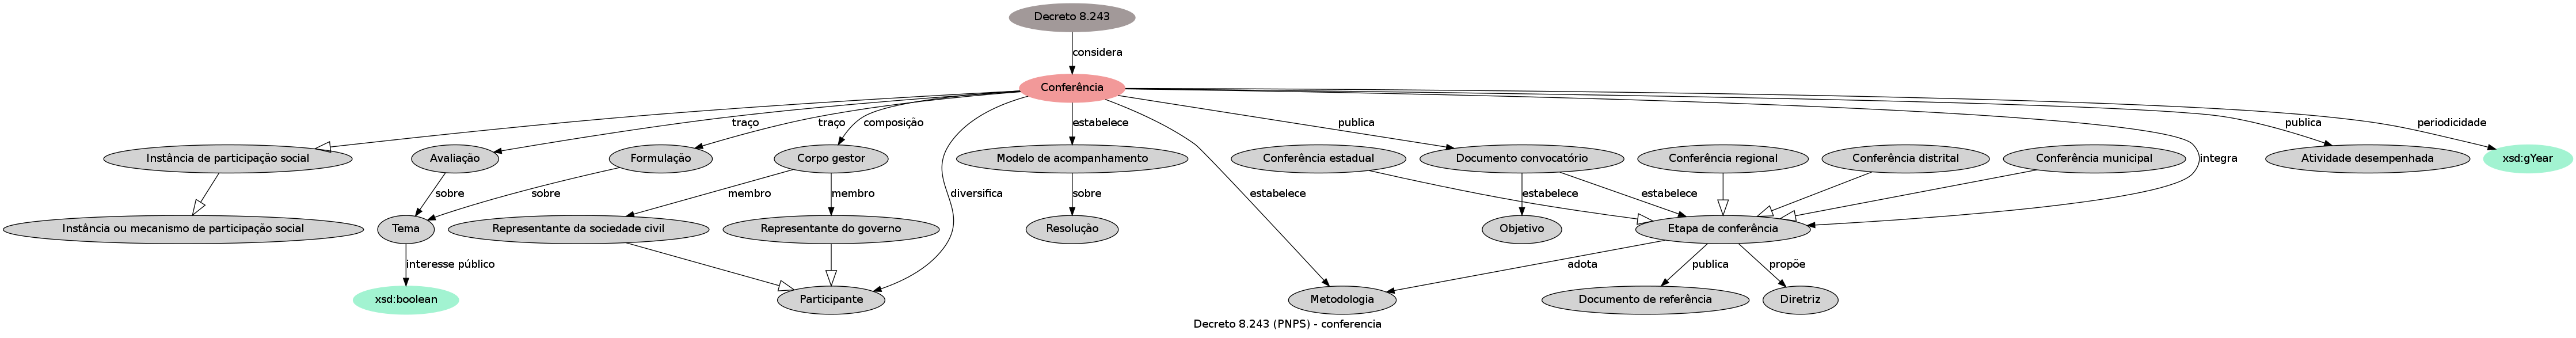 Decreto 8.243
considera
Conferência
traço
traço
composição
estabelece
publica
publica
periodicidade
Instância de participação social
Avaliação
Formulação
Corpo gestor
Modelo de acompanhamento
Conferência estadual
Documento convocatório
Conferência regional
Conferência distrital
Conferência municipal
integra
Atividade desempenhada
xsd:gYear
sobre
sobre
membro
membro
diversifica
sobre
estabelece
estabelece
estabelece
Instância ou mecanismo de participação social
Tema
Representante da sociedade civil
Representante do governo
Resolução
Objetivo
Etapa de conferência
interesse público
adota
publica
propõe
xsd:boolean
Participante
Metodologia
Documento de referência
Diretriz
Decreto 8.243 (PNPS) - conferencia